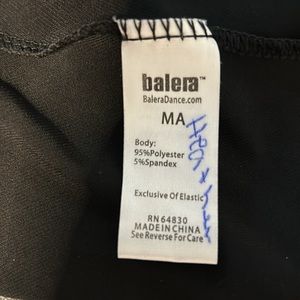 balera™
BaleraDance.com
MA
Body:
95%Polyester
5%Spandex
Exclusive Of Elastic
RN 64830
MADE IN CHINA
See Reverse For Care